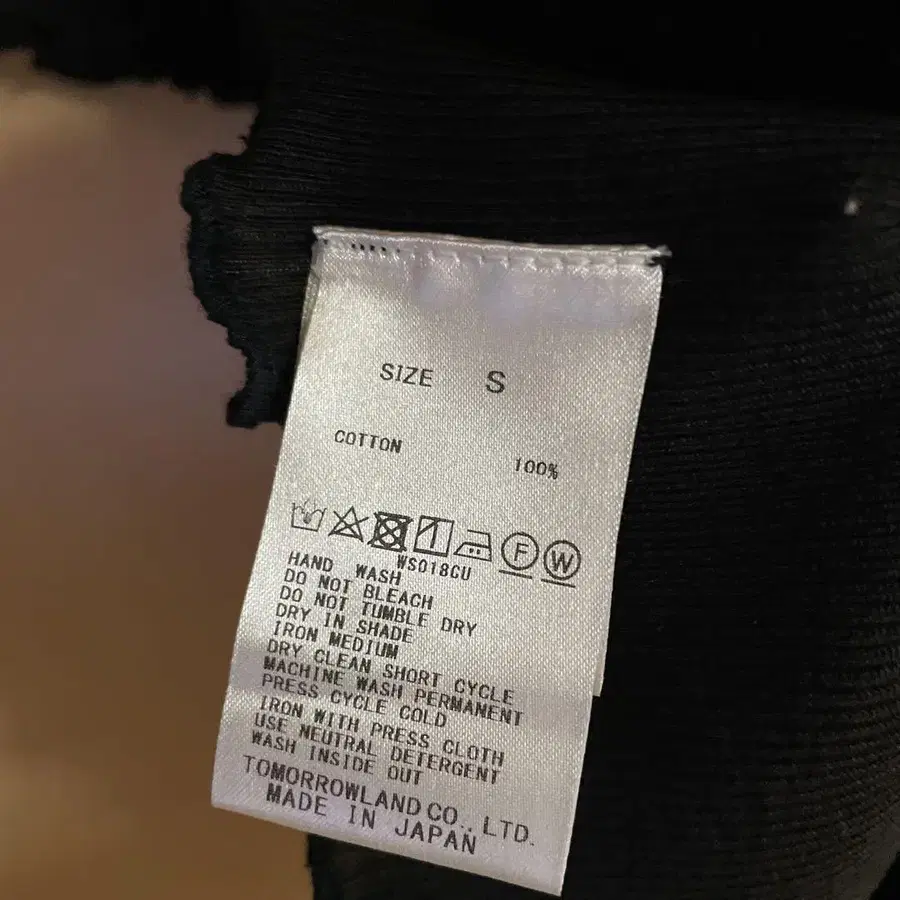 SIZE S
COTTON
100%
F W
WS018CU
HAND WASH
DO NOT BLEACH
DO NOT TUMBLE DRY
DRY IN SHADE
IRON MEDIUM
DRY CLEAN SHORT CYCLE
MACHINE WASH PERMANENT
PRESS CYCLE COLD
IRON WITH PRESS CLOTH
USE NEUTRAL DETERGENT
WASH INSIDE OUT
TOMORROWLAND CO., LTD.
MADE IN JAPAN